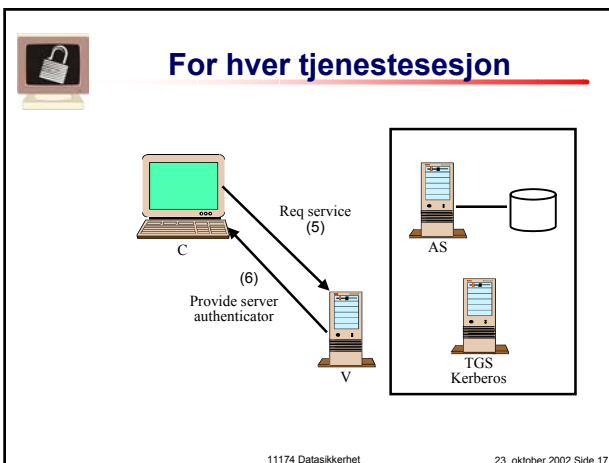 For hver tjenestesesjon
C
Req service
(5)
(6)
Provide server
authenticator
V
AS
TGS
Kerberos
11174 Datasikkerhet
23. oktober 2002 Side 17